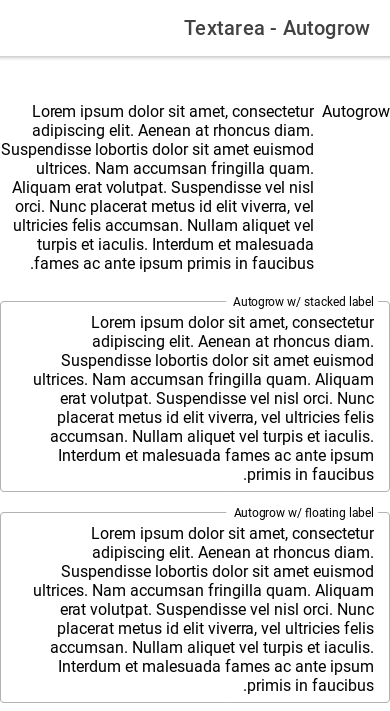 Textarea - Autogrow
Autogrow
Lorem ipsum dolor sit amet, consectetur
adipiscing elit. Aenean at rhoncus diam.
Suspendisse lobortis dolor sit amet euismod
ultrices. Nam accumsan fringilla quam.
Aliquam erat volutpat. Suspendisse vel nisl
orci. Nunc placerat metus id elit viverra, vel
ultricies felis accumsan. Nullam aliquet vel
turpis et iaculis. Interdum et malesuada
.fames ac ante ipsum primis in faucibus
Autogrow w/ stacked label
Lorem ipsum dolor sit amet, consectetur
adipiscing elit. Aenean at rhoncus diam.
Suspendisse lobortis dolor sit amet euismod
ultrices. Nam accumsan fringilla quam. Aliquam
erat volutpat. Suspendisse vel nisl orci. Nunc
placerat metus id elit viverra, vel ultricies felis
accumsan. Nullam aliquet vel turpis et iaculis.
Interdum et malesuada fames ac ante ipsum
.primis in faucibus
Autogrow w/ floating label
Lorem ipsum dolor sit amet, consectetur
adipiscing elit. Aenean at rhoncus diam.
Suspendisse lobortis dolor sit amet euismod
ultrices. Nam accumsan fringilla quam. Aliquam
erat volutpat. Suspendisse vel nisl orci. Nunc
placerat metus id elit viverra, vel ultricies felis
accumsan. Nullam aliquet vel turpis et iaculis.
Interdum et malesuada fames ac ante ipsum
.primis in faucibus